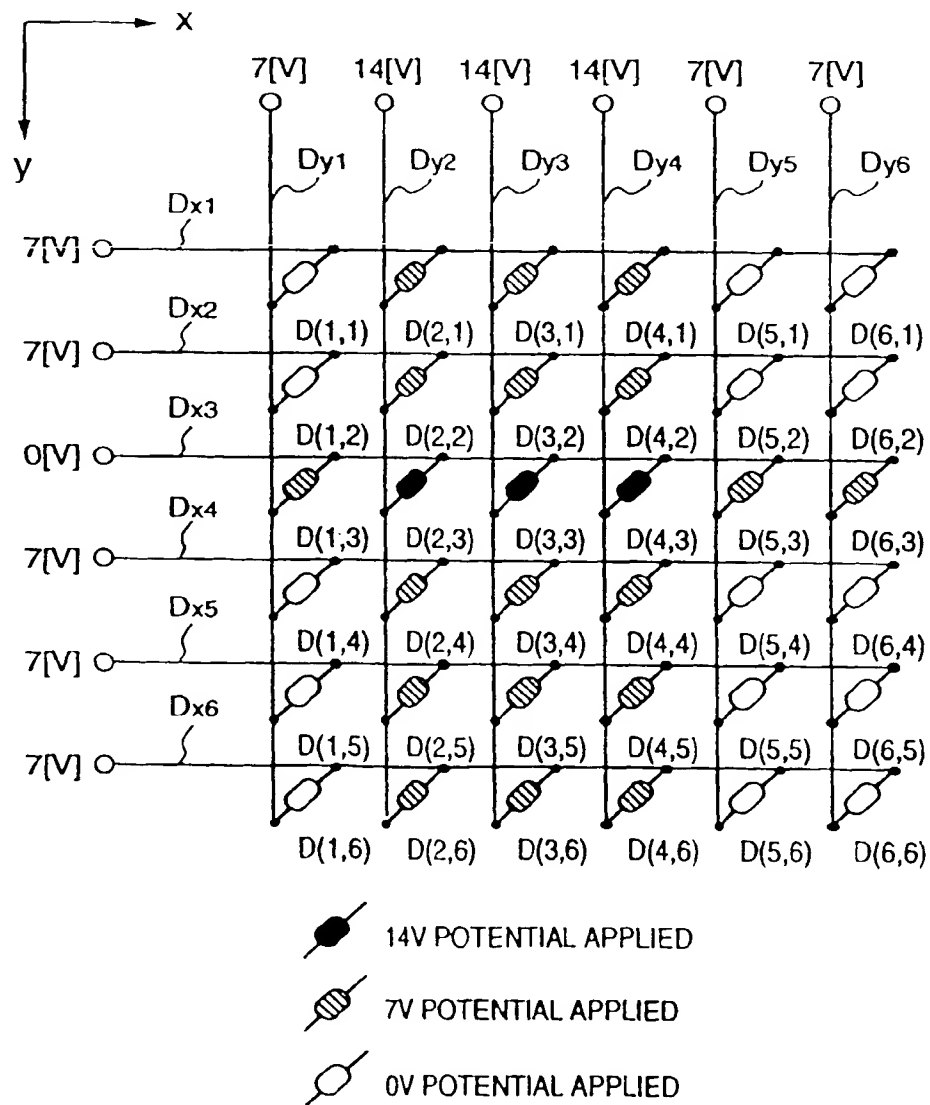 x
7[V] 14[V] 14[V] 14[V] 7[V] 7[V]
y
Dy1 Dy2 Dy3 Dy4 Dy5 Dy6
Dx1
7[V]
Dx2
D(1,1) D(2,1) D(3,1) D(4,1) D(5,1) D(6,1)
7[V]
Dx3
D(1,2) D(2,2) D(3,2) D(4,2) D(5,2) D(6,2)
0[V]
Dx4
D(1,3) D(2,3) D(3,3) D(4,3) D(5,3) D(6,3)
7[V]
Dx5
D(1,4) D(2,4) D(3,4) D(4,4) D(5,4) D(6,4)
7[V]
Dx6
D(1,5) D(2,5) D(3,5) D(4,5) D(5,5) D(6,5)
7[V]
D(1,6) D(2,6) D(3,6) D(4,6) D(5,6) D(6,6)
14V POTENTIAL APPLIED
7V POTENTIAL APPLIED
0V POTENTIAL APPLIED